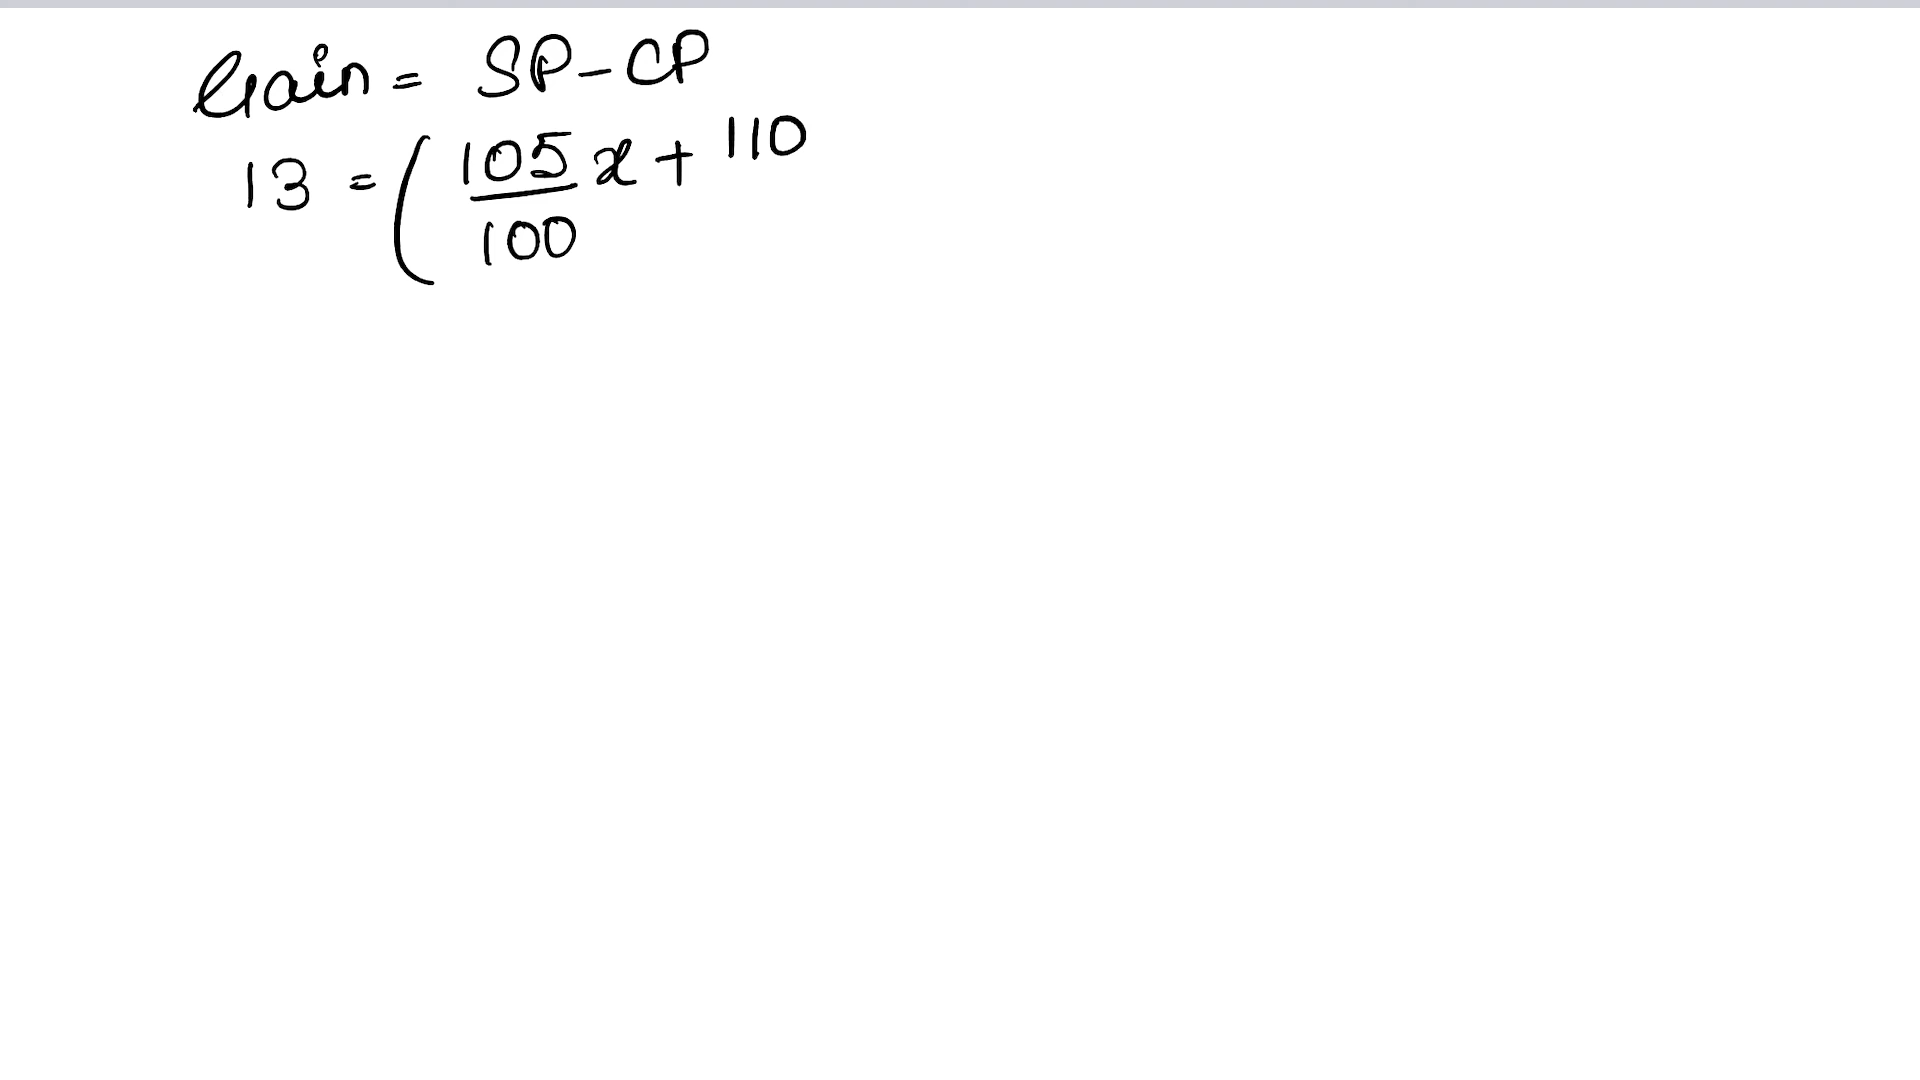 Gain = SP - CP
13 = ( 105/100 x + 110